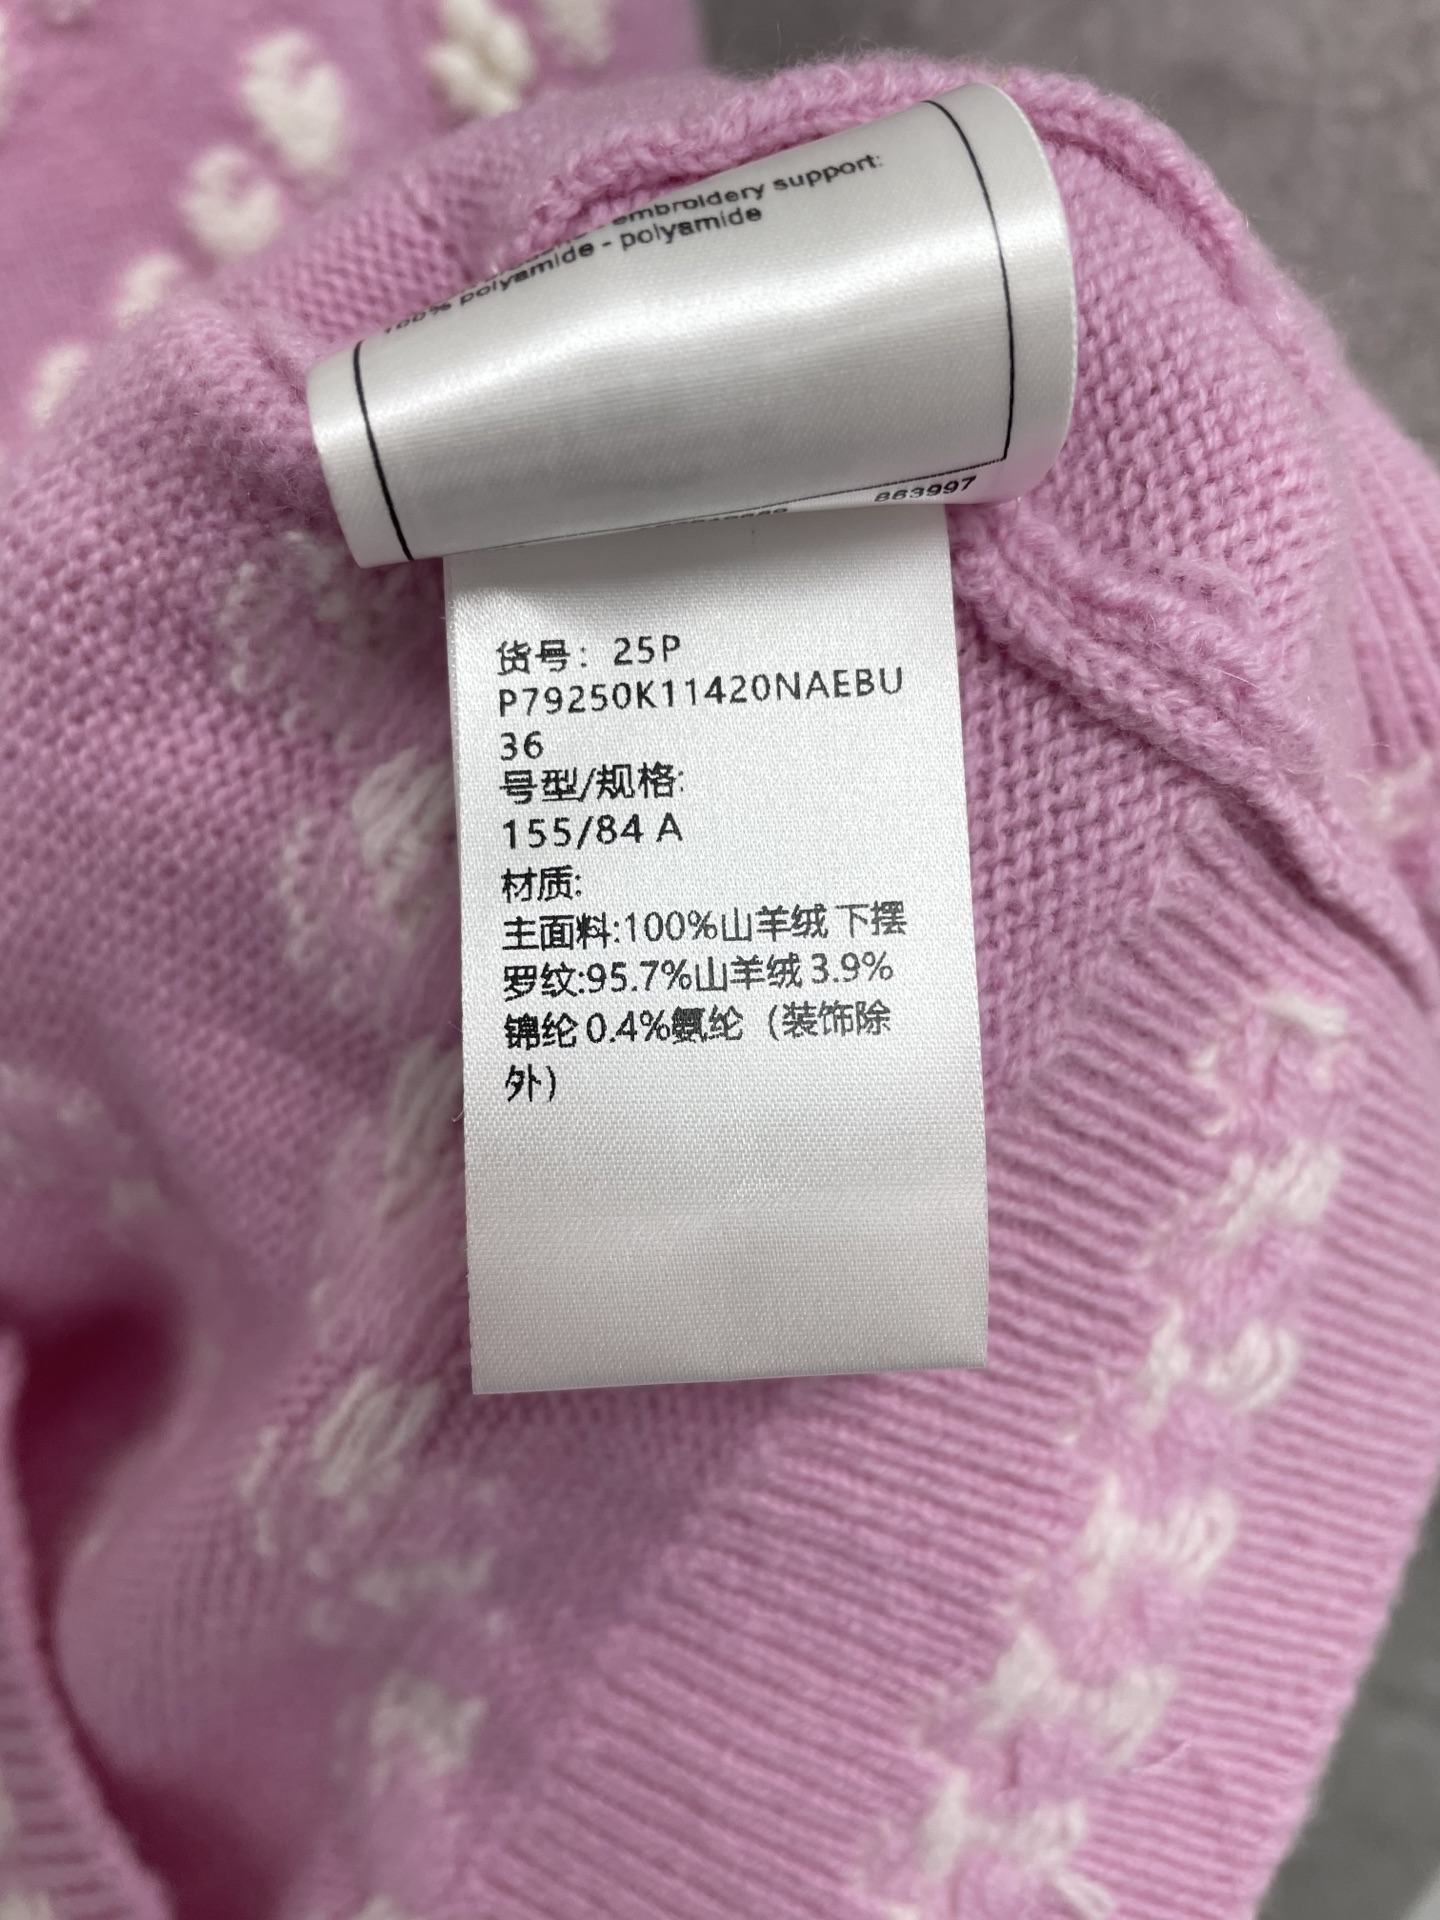 embroidery support:
100% polyamide - polyamide
863997
货号：25P
P79250K11420NAEBU
36
号型/规格:
155/84 A
材质:
主面料:100%山羊绒 下摆
罗纹:95.7%山羊绒 3.9%
锦纶 0.4%氨纶（装饰除
外）